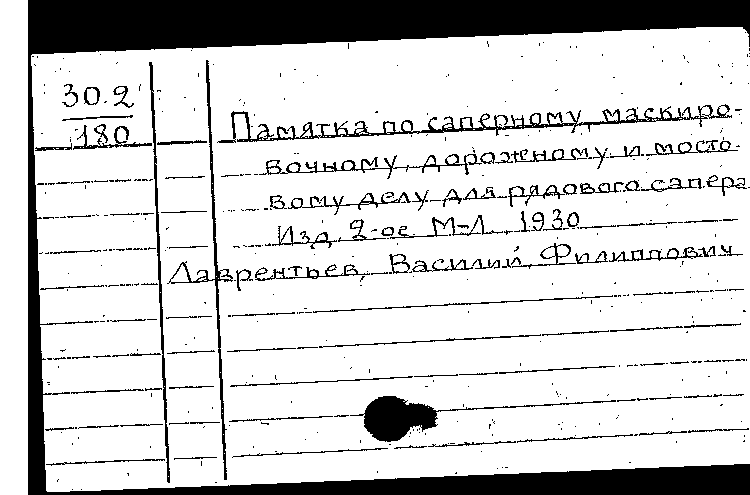 30.2
180
Памятка по саперному, маскиро-
вочному, дорожному и мосто-
вому делу для рядового сапера
Изд. 2-ое М-Л. 1930
Лаврентьев, Василий Филиппович